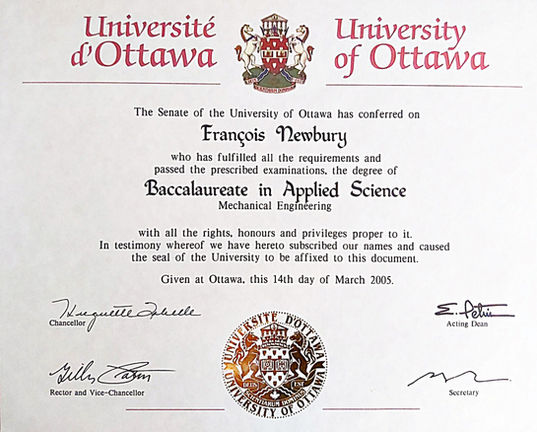 Université
d'Ottawa
University
of Ottawa
The Senate of the University of Ottawa has conferred on
François Newbury
who has fulfilled all the requirements and
passed the prescribed examinations, the degree of
Baccalaureate in Applied Science
Mechanical Engineering
with all the rights, honours and privileges proper to it.
In testimony whereof we have hereto subscribed our names and caused
the seal of the University to be affixed to this document.
Given at Ottawa, this 14th day of March 2005.
Huguette
Chancellor
E.
Acting Dean
UNIVERSITÉ D'OTTAWA
UNIVERSITY OF OTTAWA
Rector and Vice-Chancellor
Secretary